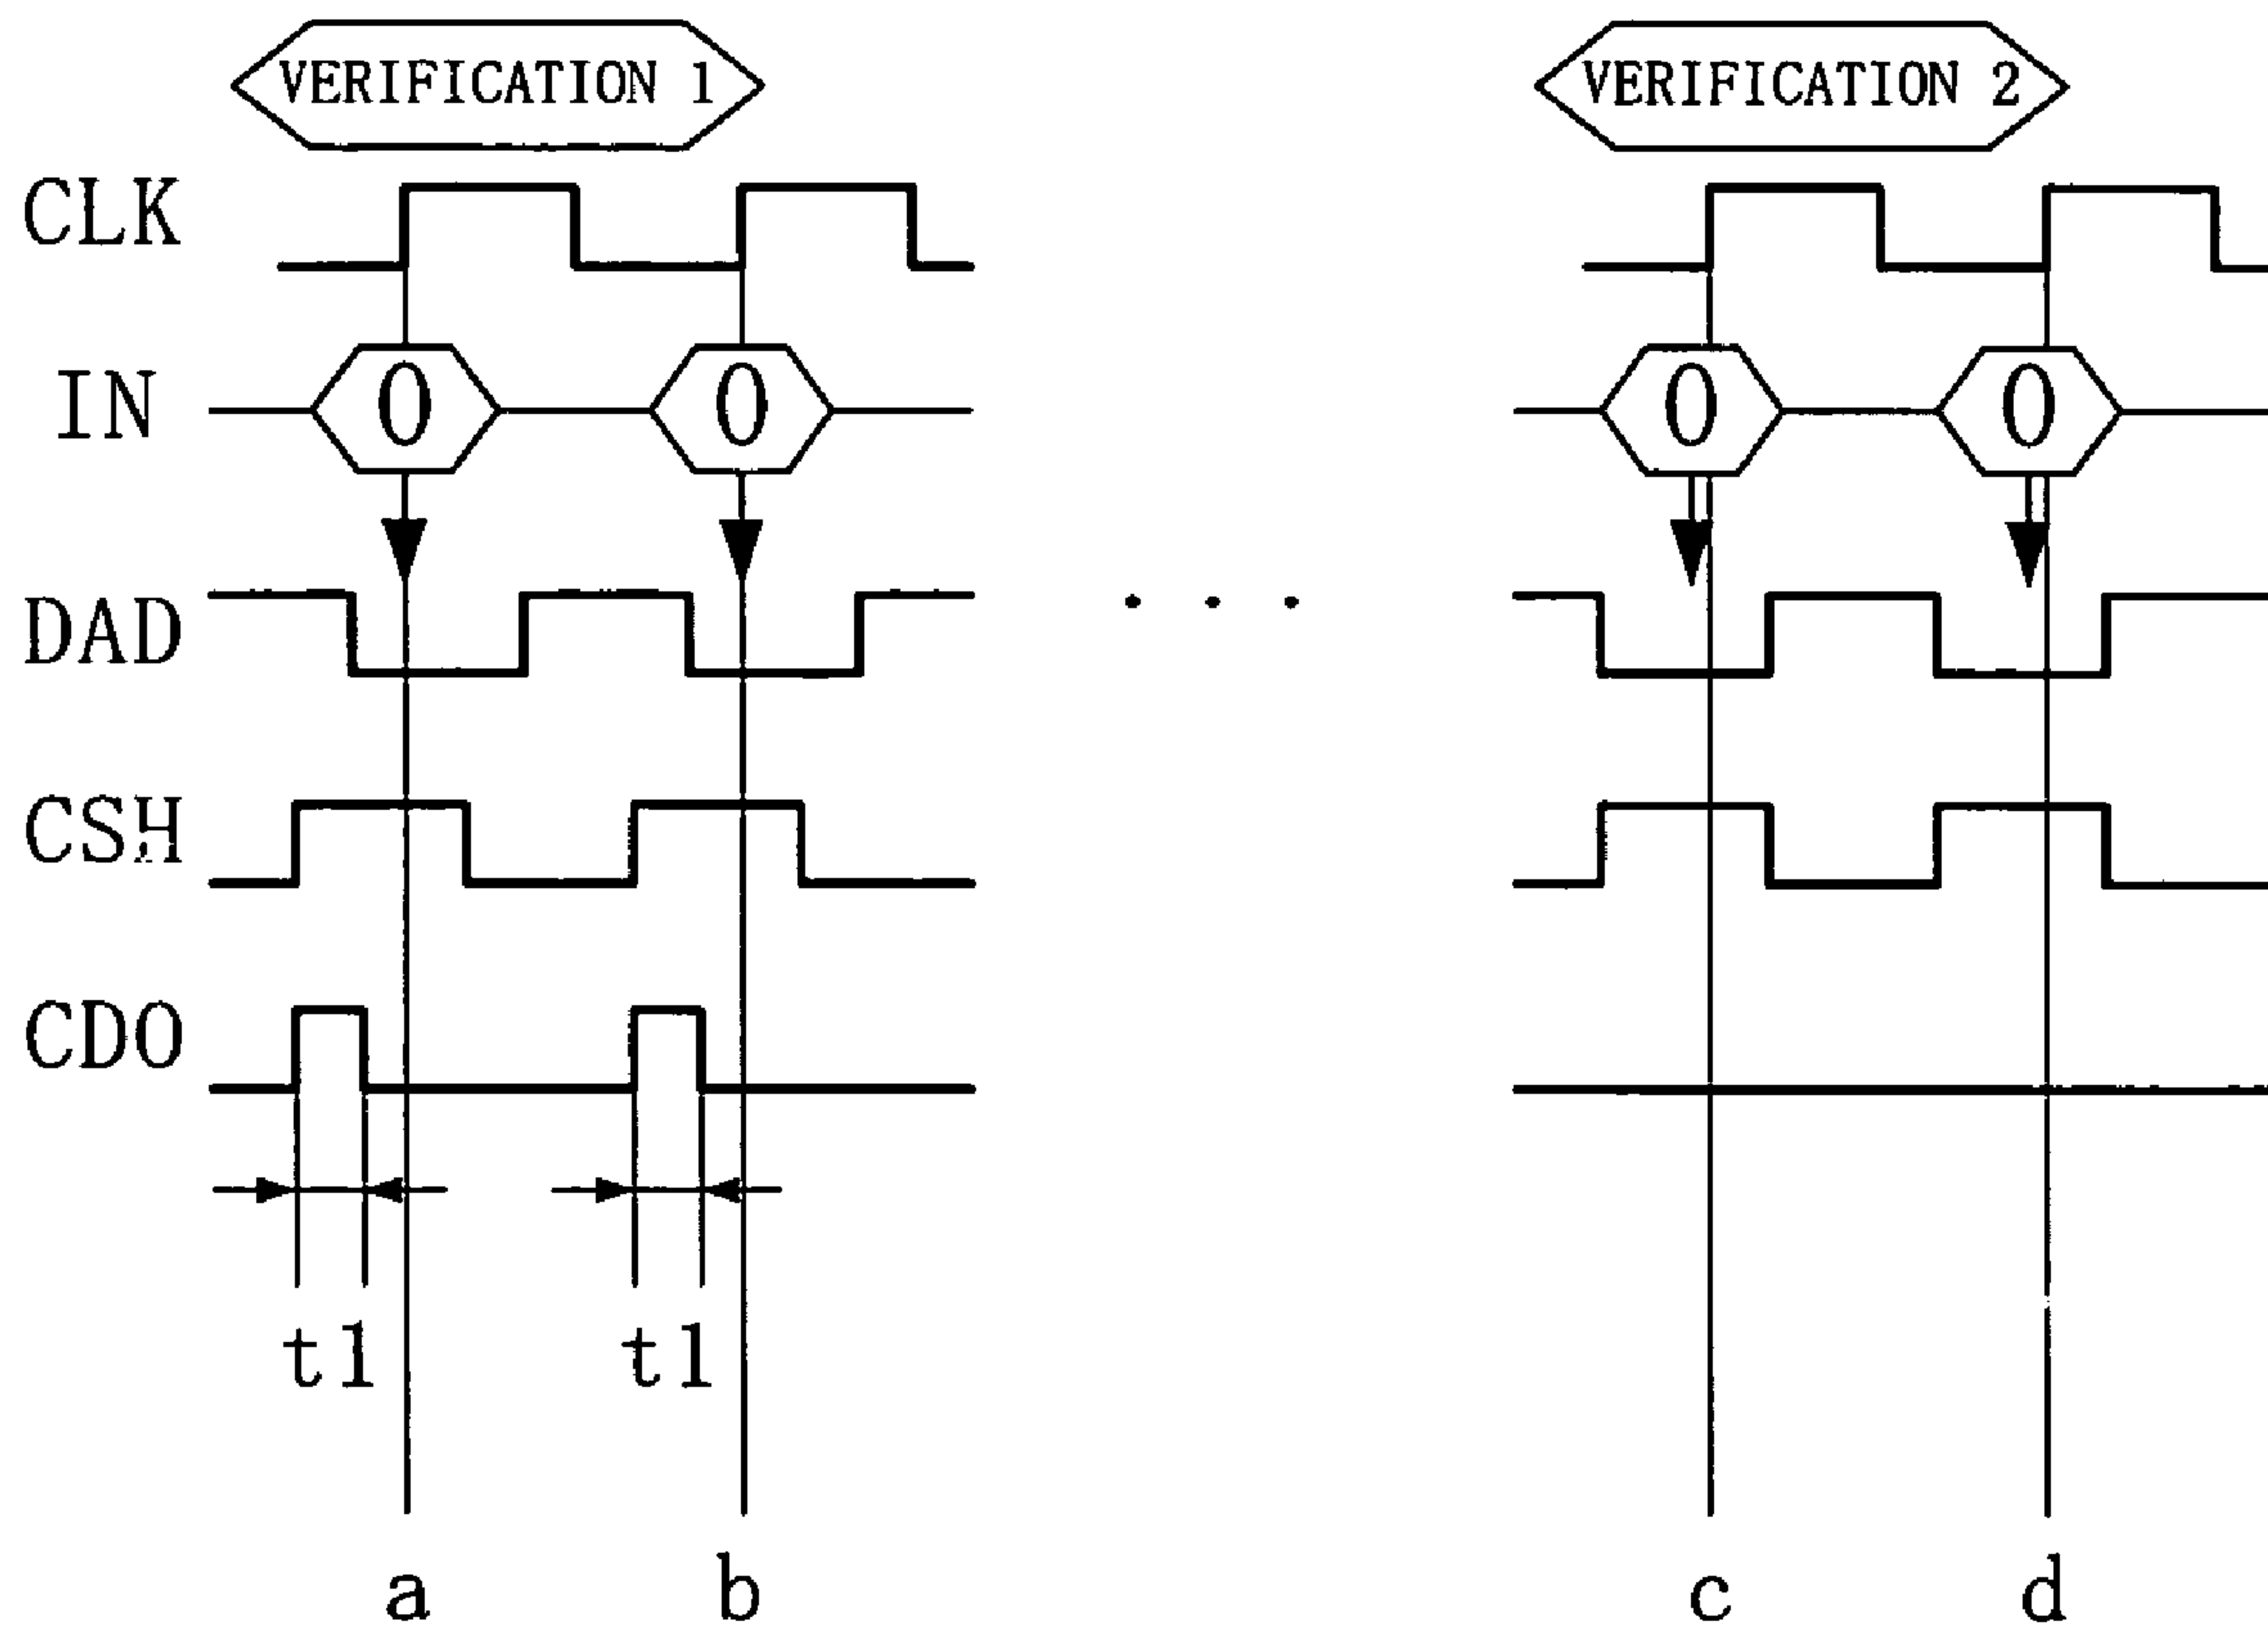 VERIFICATION 1 VERIFICATION 2
CLK
IN 0 0 0 0
DAD
. . .
CSH
CDO
t1 t1
a b c d